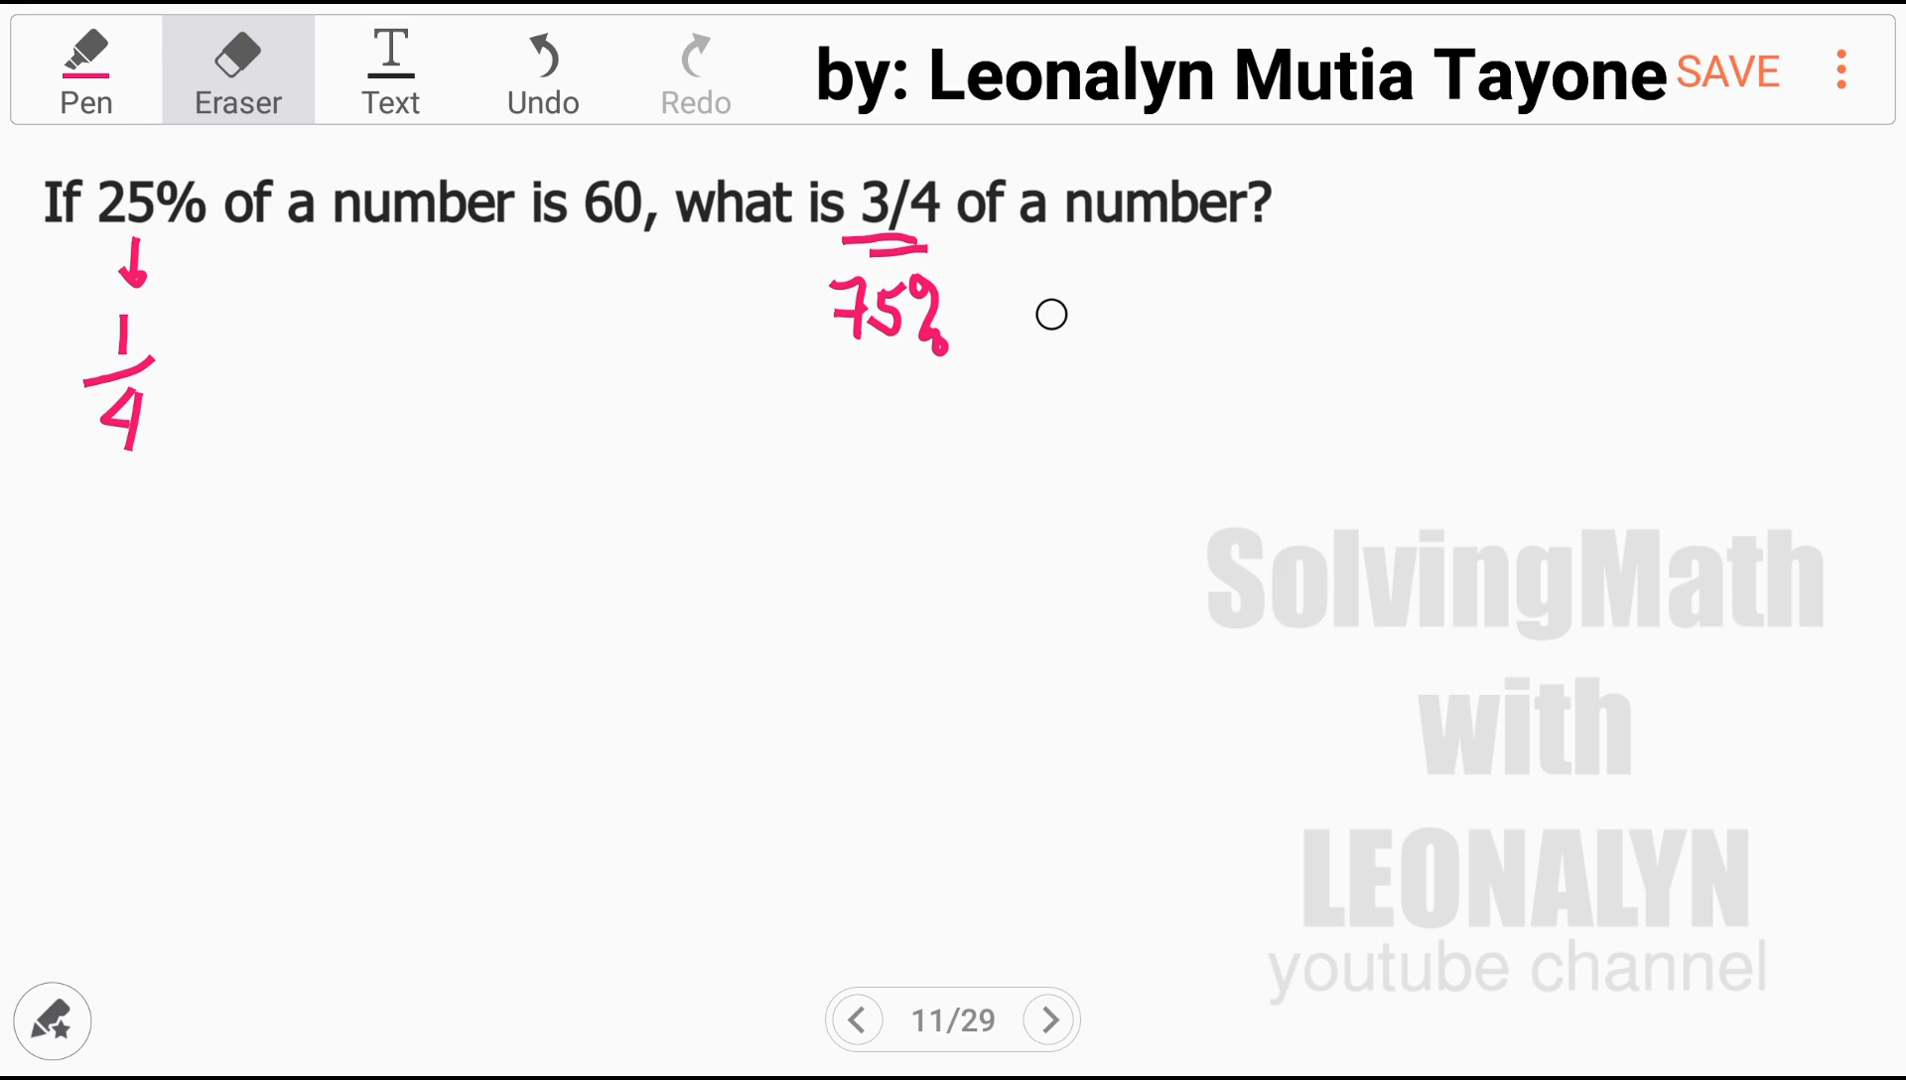 Pen Eraser Text Undo Redo by: Leonalyn Mutia Tayone SAVE
If 25% of a number is 60, what is 3/4 of a number?
75%
1
4
SolvingMath
with
LEONALYN
youtube channel
11/29